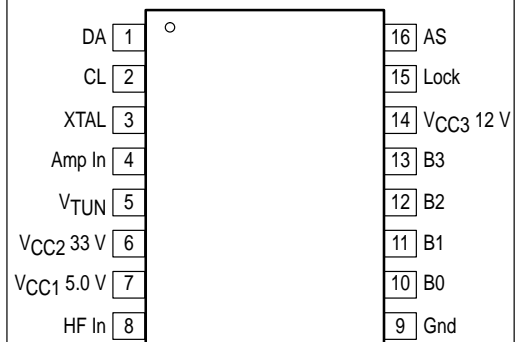 DA 1
CL 2
XTAL 3
Amp In 4
VTUN 5
VCC2 33 V 6
VCC1 5.0 V 7
HF In 8
16 AS
15 Lock
14 VCC3 12 V
13 B3
12 B2
11 B1
10 B0
9 Gnd